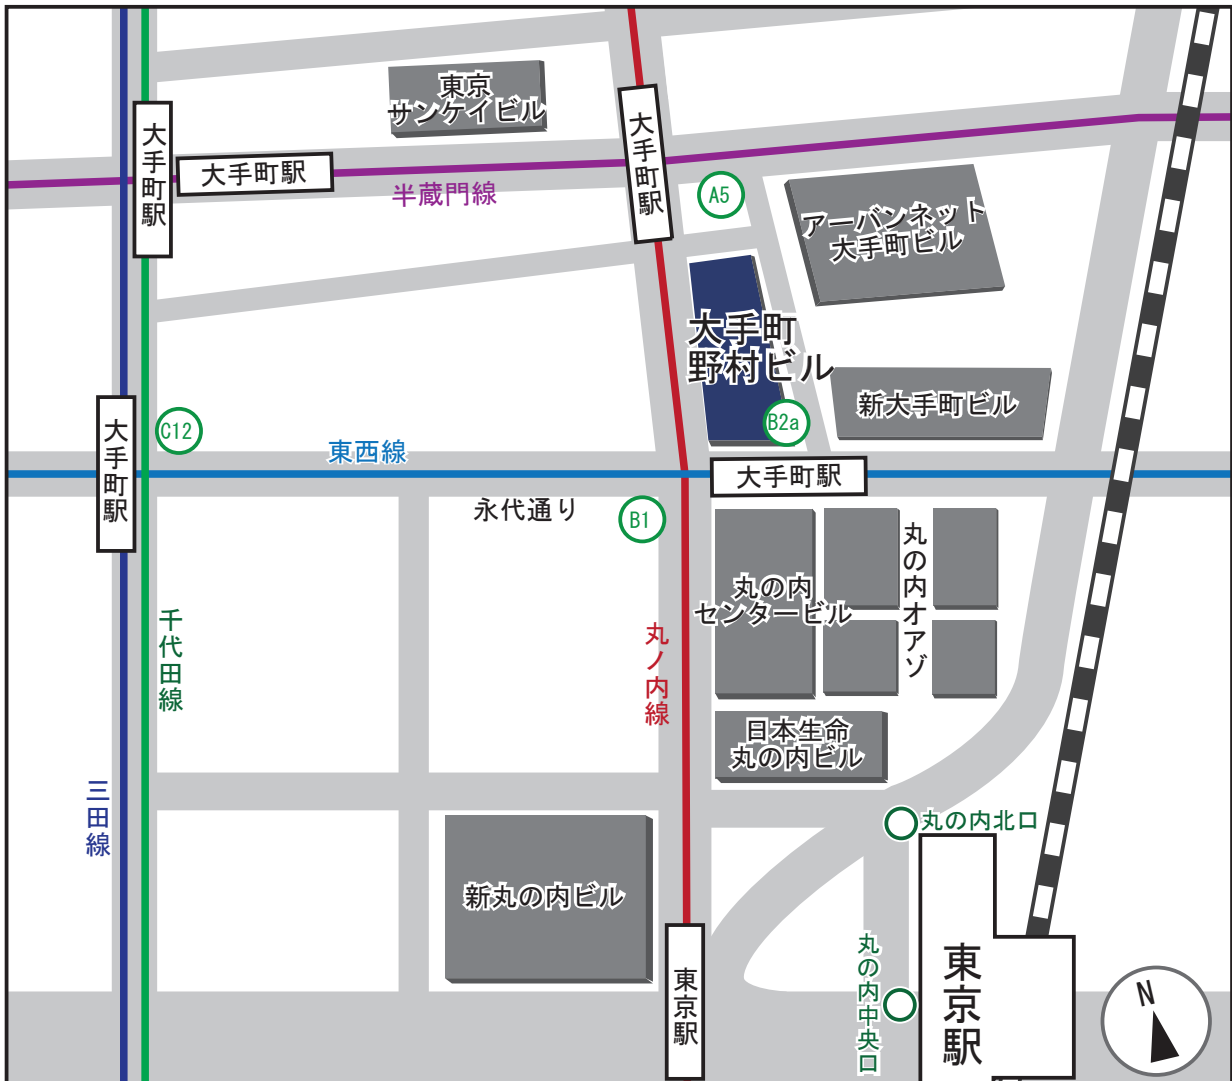 東京
サンケイビル
大手町駅
大手町駅
大手町駅
半蔵門線
A5
アーバンネット
大手町ビル
大手町
野村ビル
新大手町ビル
B2a
C12
大手町駅
東西線
大手町駅
永代通り
B1
丸の内
センタービル
丸の内オアゾ
千代田線
丸ノ内線
日本生命
丸の内ビル
三田線
丸の内北口
新丸の内ビル
東京駅
丸の内中央口
東京駅
N